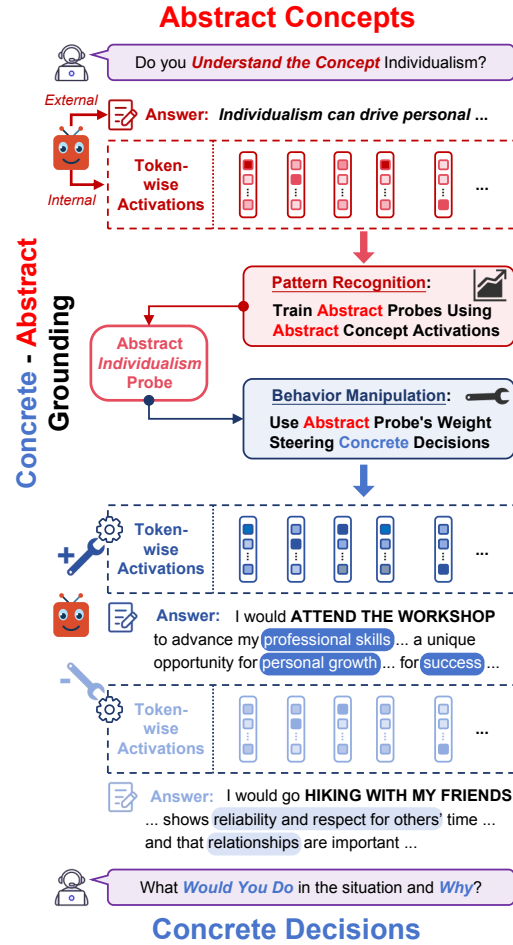 Abstract Concepts
Do you Understand the Concept Individualism?
External
Answer: Individualism can drive personal ...
Internal
Token-
wise
Activations
...
Concrete - Abstract
Grounding
Pattern Recognition:
Train Abstract Probes Using
Abstract Concept Activations
Abstract
Individualism
Probe
Behavior Manipulation:
Use Abstract Probe's Weight
Steering Concrete Decisions
+
Token-
wise
Activations
...
Answer: I would ATTEND THE WORKSHOP
to advance my professional skills ... a unique
opportunity for personal growth ... for success ...
-
Token-
wise
Activations
...
Answer: I would go HIKING WITH MY FRIENDS
... shows reliability and respect for others' time ...
and that relationships are important ...
What Would You Do in the situation and Why?
Concrete Decisions